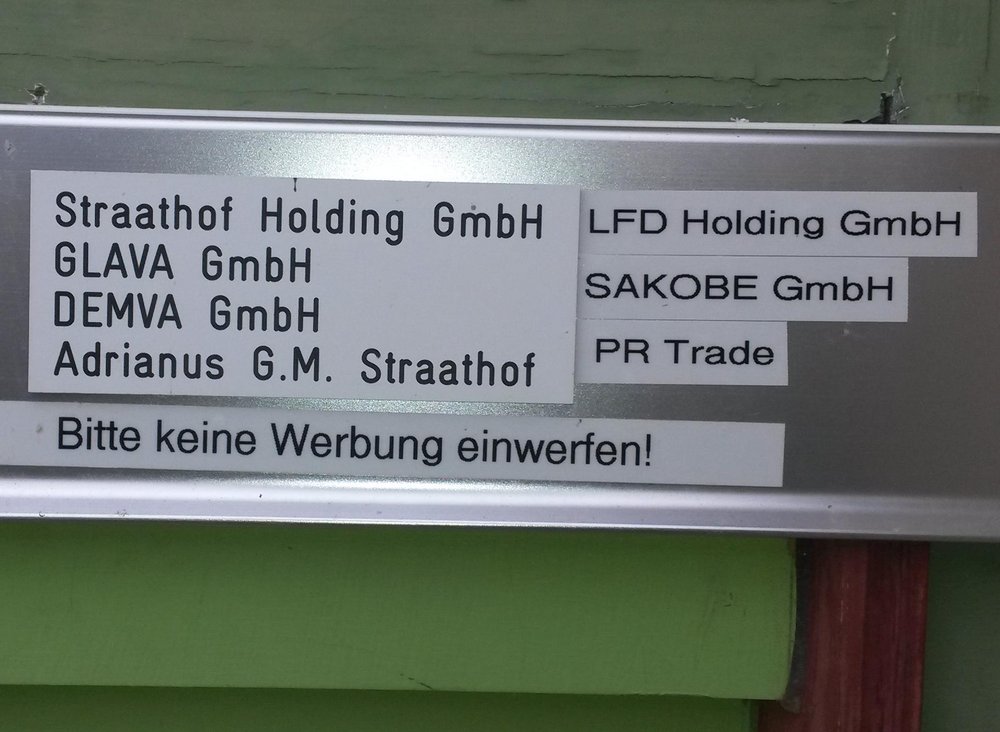 Straathof Holding GmbH
GLAVA GmbH
DEMVA GmbH
Adrianus G.M. Straathof
LFD Holding GmbH
SAKOBE GmbH
PR Trade
Bitte keine Werbung einwerfen!